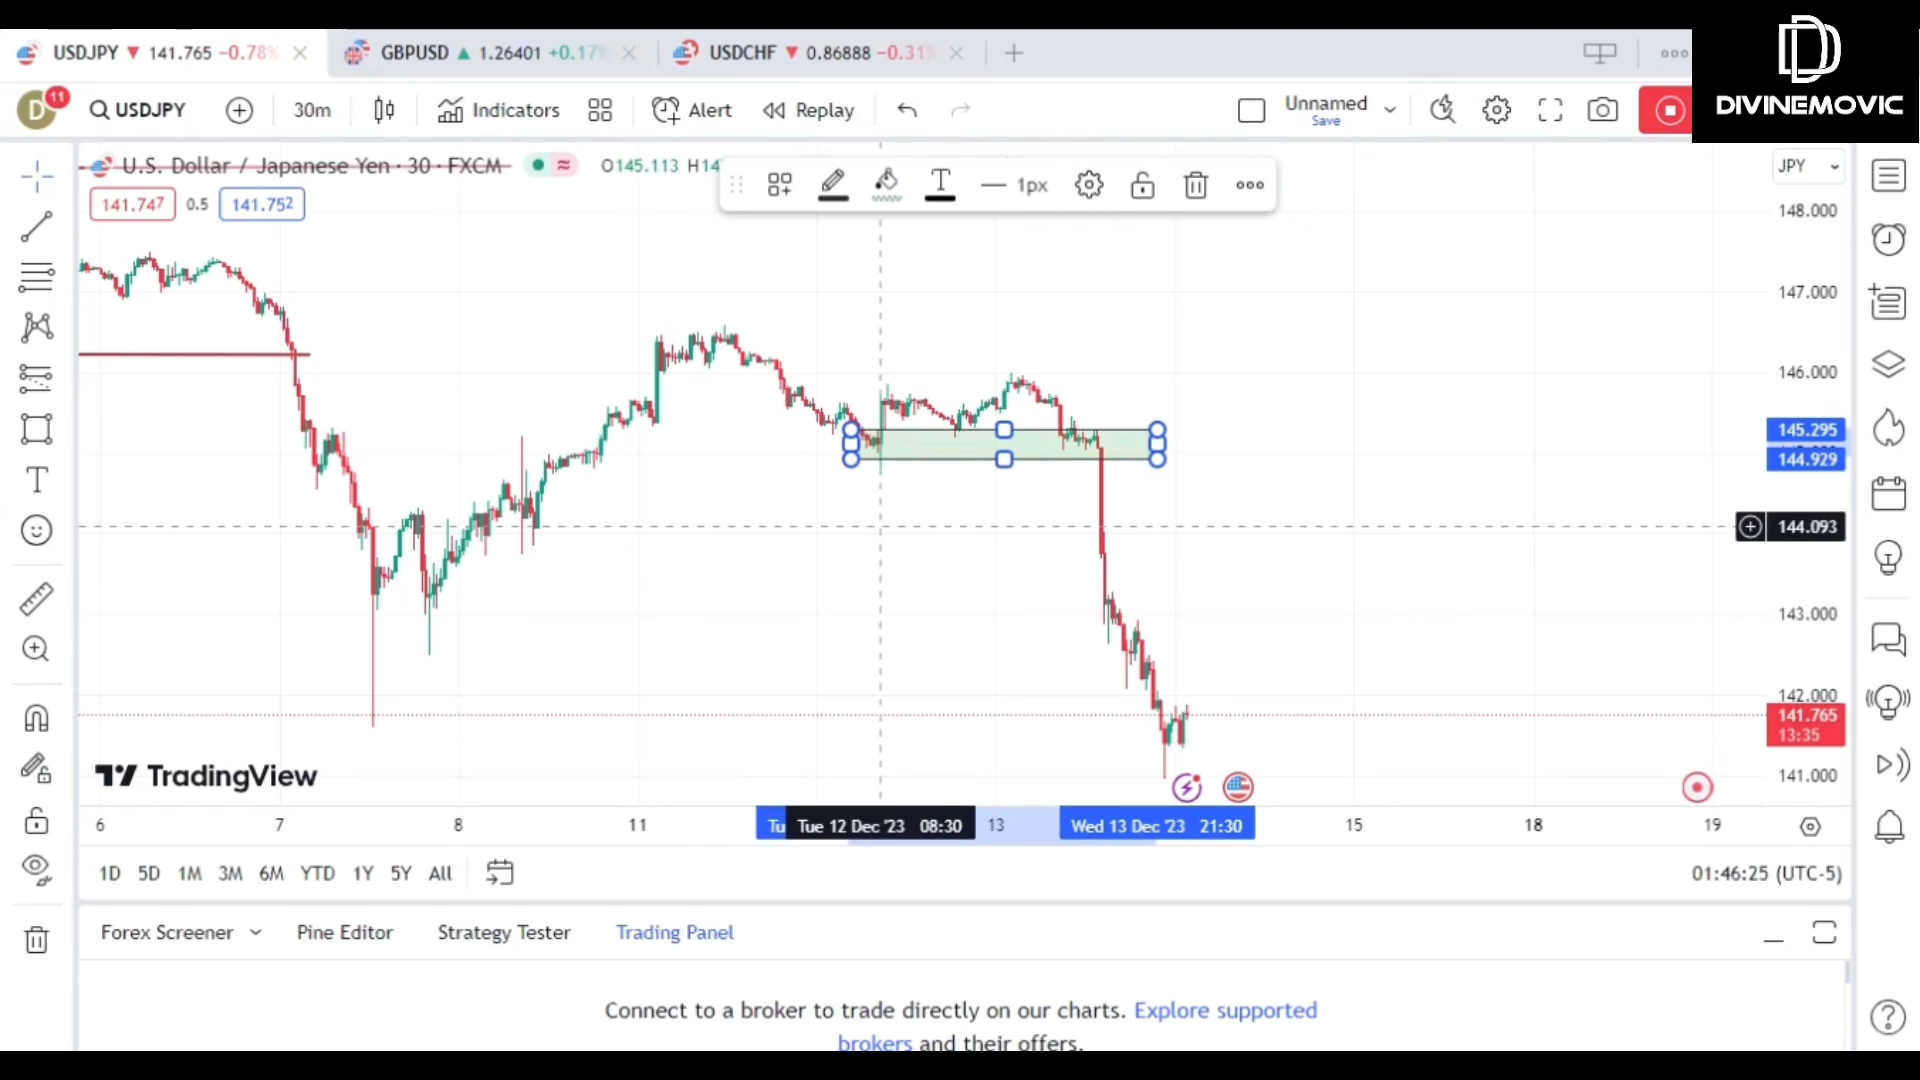 USDJPY 141.765 −0.78%
GBPUSD 1.26401 +0.17%
USDCHF 0.86888 −0.31%
DIVINEMOVIC
D 11 USDJPY 30m Indicators Alert Replay Unnamed
Save
U.S. Dollar / Japanese Yen · 30 · FXCM O145.113 H14
JPY
141.747 0.5 141.752
1px
148.000
147.000
146.000
145.295
144.929
144.093
143.000
142.000
141.765
13:35
141.000
TradingView
6 7 8 11 Tu Tue 12 Dec '23 08:30 13 Wed 13 Dec '23 21:30 15 18 19
1D 5D 1M 3M 6M YTD 1Y 5Y All 01:46:25 (UTC-5)
Forex Screener Pine Editor Strategy Tester Trading Panel
Connect to a broker to trade directly on our charts. Explore supported
brokers and their offers.